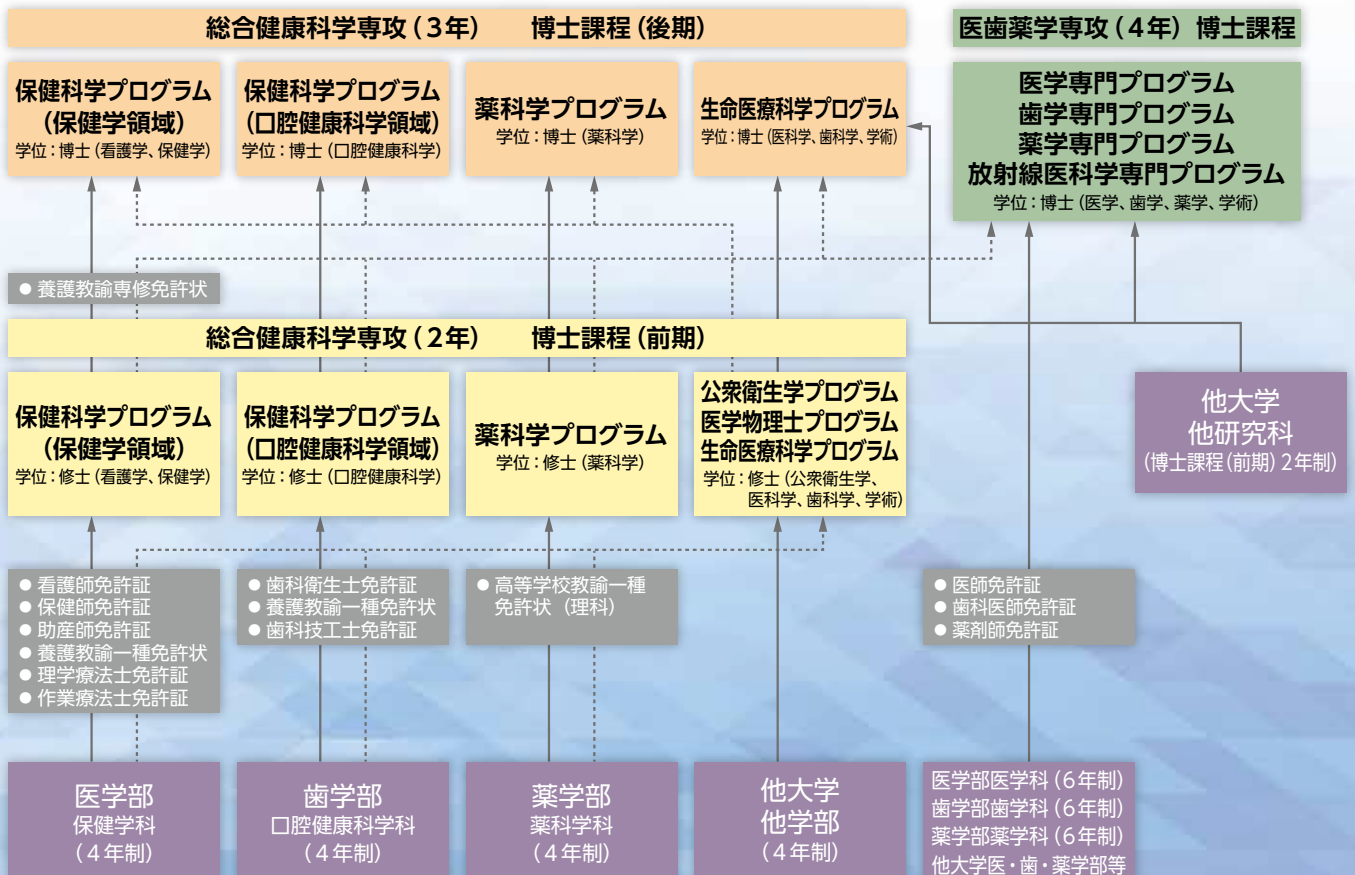 総合健康科学専攻(3年) 博士課程(後期)
医歯薬学専攻(4年) 博士課程
保健科学プログラム
(保健学領域)
学位:博士(看護学、保健学)
保健科学プログラム
(口腔健康科学領域)
学位:博士(口腔健康科学)
薬科学プログラム
学位:博士(薬科学)
生命医療科学プログラム
学位:博士(医科学、歯科学、学術)
医学専門プログラム
歯学専門プログラム
薬学専門プログラム
放射線医科学専門プログラム
学位:博士(医学、歯学、薬学、学術)
● 養護教諭専修免許状
総合健康科学専攻(2年) 博士課程(前期)
保健科学プログラム
(保健学領域)
学位:修士(看護学、保健学)
保健科学プログラム
(口腔健康科学領域)
学位:修士(口腔健康科学)
薬科学プログラム
学位:修士(薬科学)
公衆衛生学プログラム
医学物理士プログラム
生命医療科学プログラム
学位:修士(公衆衛生学、
医科学、歯科学、学術)
他大学
他研究科
(博士課程(前期)2年制)
● 看護師免許証
● 保健師免許証
● 助産師免許証
● 養護教諭一種免許状
● 理学療法士免許証
● 作業療法士免許証
● 歯科衛生士免許証
● 養護教諭一種免許状
● 歯科技工士免許証
● 高等学校教諭一種
免許状(理科)
● 医師免許証
● 歯科医師免許証
● 薬剤師免許証
医学部
保健学科
(4年制)
歯学部
口腔健康科学科
(4年制)
薬学部
薬科学科
(4年制)
他大学
他学部
(4年制)
医学部医学科(6年制)
歯学部歯学科(6年制)
薬学部薬学科(6年制)
他大学医・歯・薬学部等